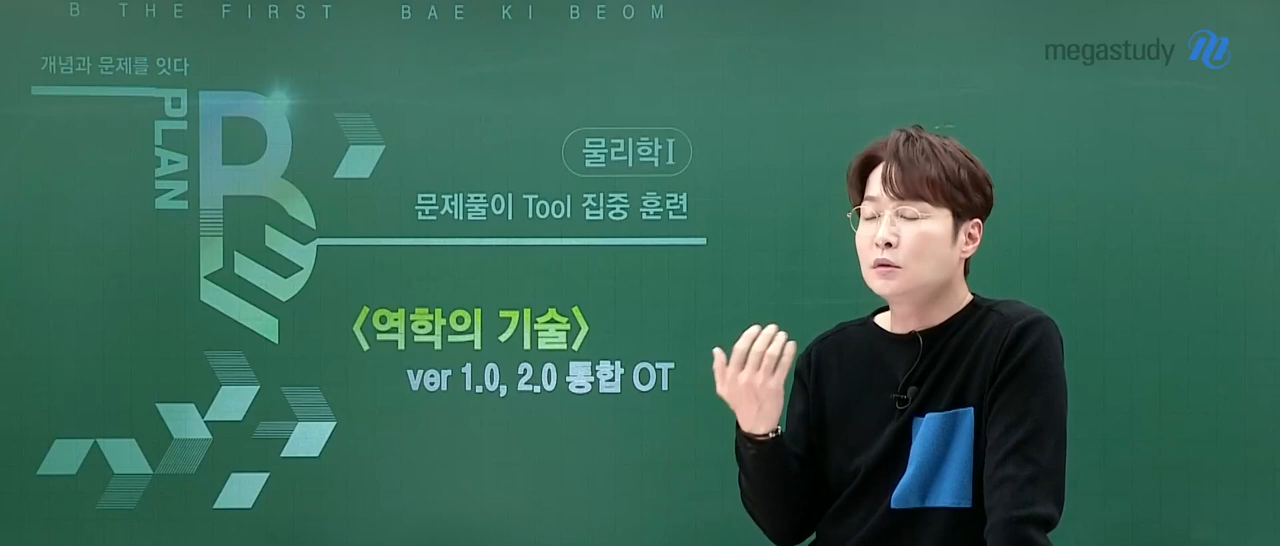 B THE FIRST BAE KI BEOM
megastudy
개념과 문제를 잇다
PLAN
물리학I
문제풀이 Tool 집중 훈련
<역학의 기술>
ver 1.0, 2.0 통합 OT